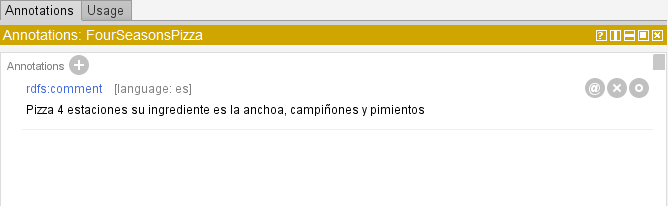 Annotations Usage
Annotations: FourSeasonsPizza
Annotations
rdfs:comment [language: es]
Pizza 4 estaciones su ingrediente es la anchoa, campiñones y pimientos